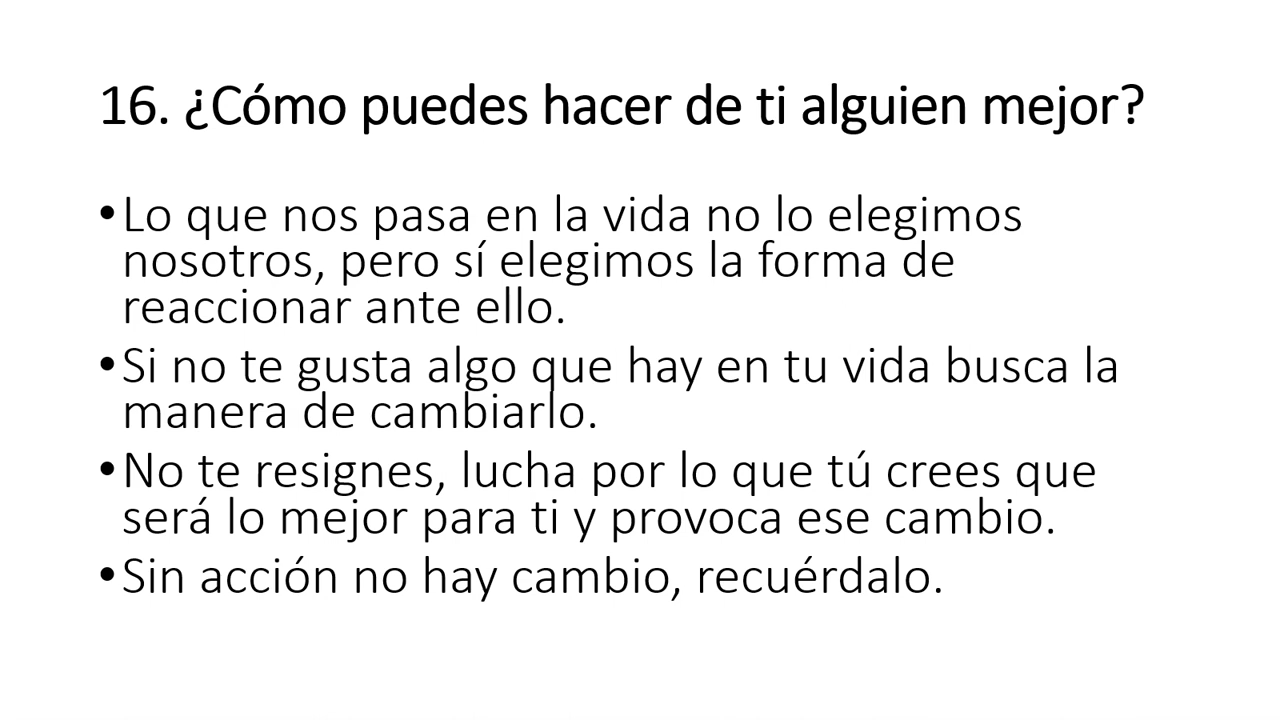 16. ¿Cómo puedes hacer de ti alguien mejor?
•Lo que nos pasa en la vida no lo elegimos
nosotros, pero sí elegimos la forma de
reaccionar ante ello.
•Si no te gusta algo que hay en tu vida busca la
manera de cambiarlo.
•No te resignes, lucha por lo que tú crees que
será lo mejor para ti y provoca ese cambio.
•Sin acción no hay cambio, recuérdalo.